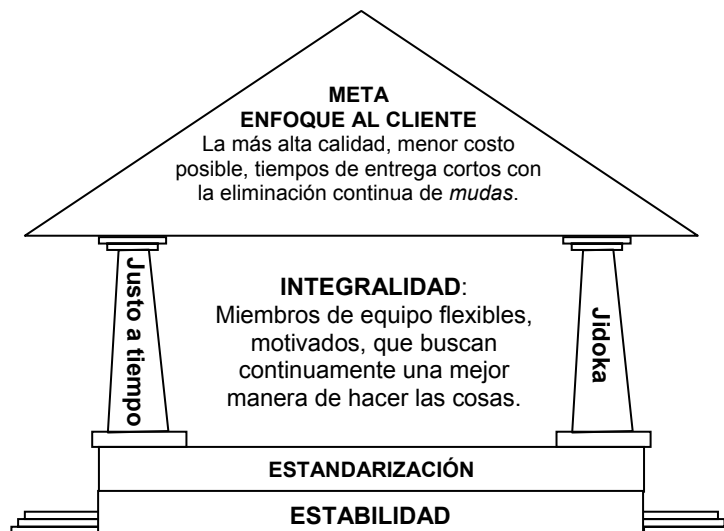 META
ENFOQUE AL CLIENTE
La más alta calidad, menor costo
posible, tiempos de entrega cortos con
la eliminación continua de mudas.
Justo a tiempo
INTEGRALIDAD:
Miembros de equipo flexibles,
motivados, que buscan
continuamente una mejor
manera de hacer las cosas.
Jidoka
ESTANDARIZACIÓN
ESTABILIDAD